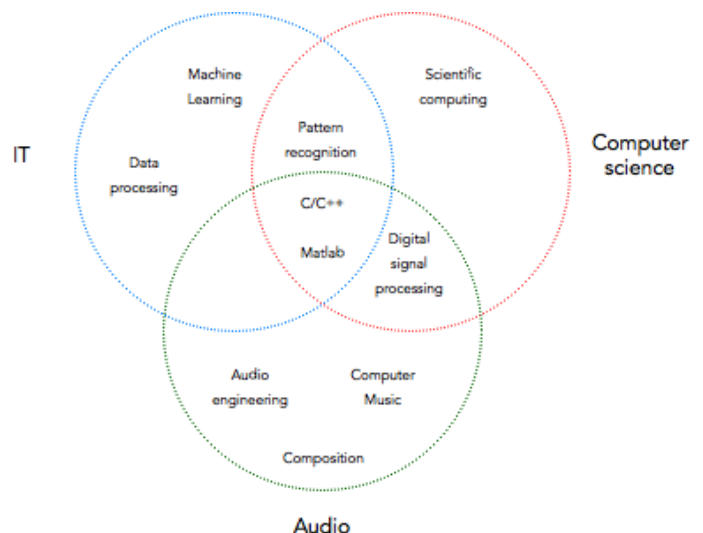 Machine
Learning
Scientific
computing
Pattern
recognition
IT
Data
processing
Computer
science
C/C++
Matlab
Digital
signal
processing
Audio
engineering
Computer
Music
Composition
Audio